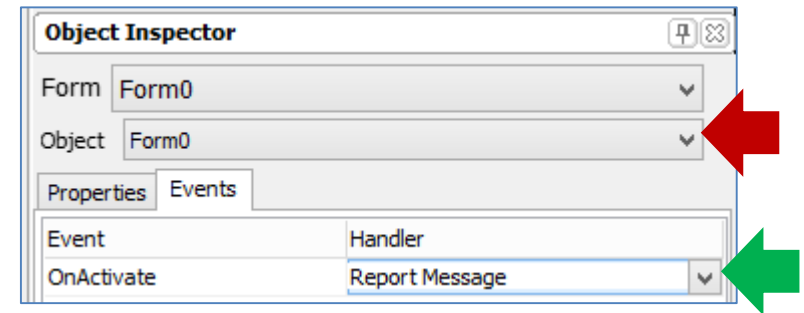 Object Inspector
Form Form0
Object Form0
Properties Events
Event Handler
OnActivate Report Message